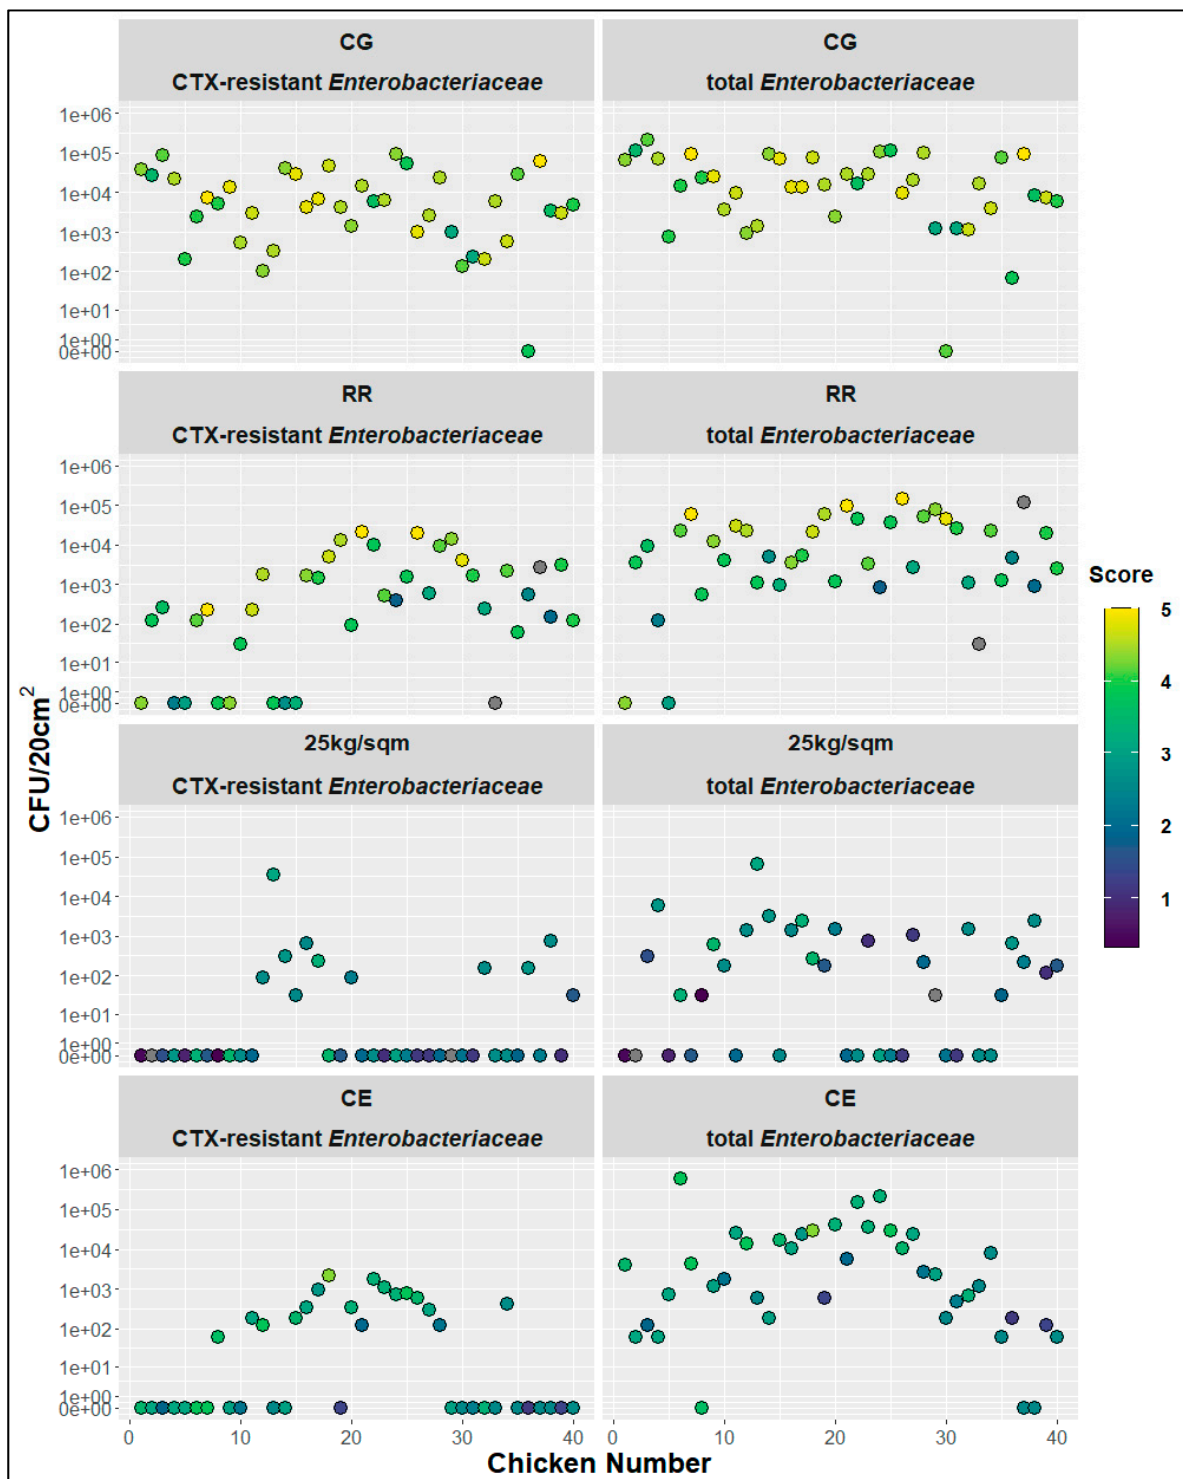 CG
CTX-resistant Enterobacteriaceae
CG
total Enterobacteriaceae
1e+06
1e+05
1e+04
1e+03
1e+02
1e+01
1e+00
0e+00
RR
CTX-resistant Enterobacteriaceae
RR
total Enterobacteriaceae
1e+06
1e+05
1e+04
1e+03
1e+02
1e+01
1e+00
0e+00
25kg/sqm
CTX-resistant Enterobacteriaceae
25kg/sqm
total Enterobacteriaceae
1e+06
1e+05
1e+04
1e+03
1e+02
1e+01
1e+00
0e+00
CE
CTX-resistant Enterobacteriaceae
CE
total Enterobacteriaceae
1e+06
1e+05
1e+04
1e+03
1e+02
1e+01
1e+00
0e+00
0 10 20 30 40
0 10 20 30 40
Chicken Number
CFU/20cm²
Score
5
4
3
2
1